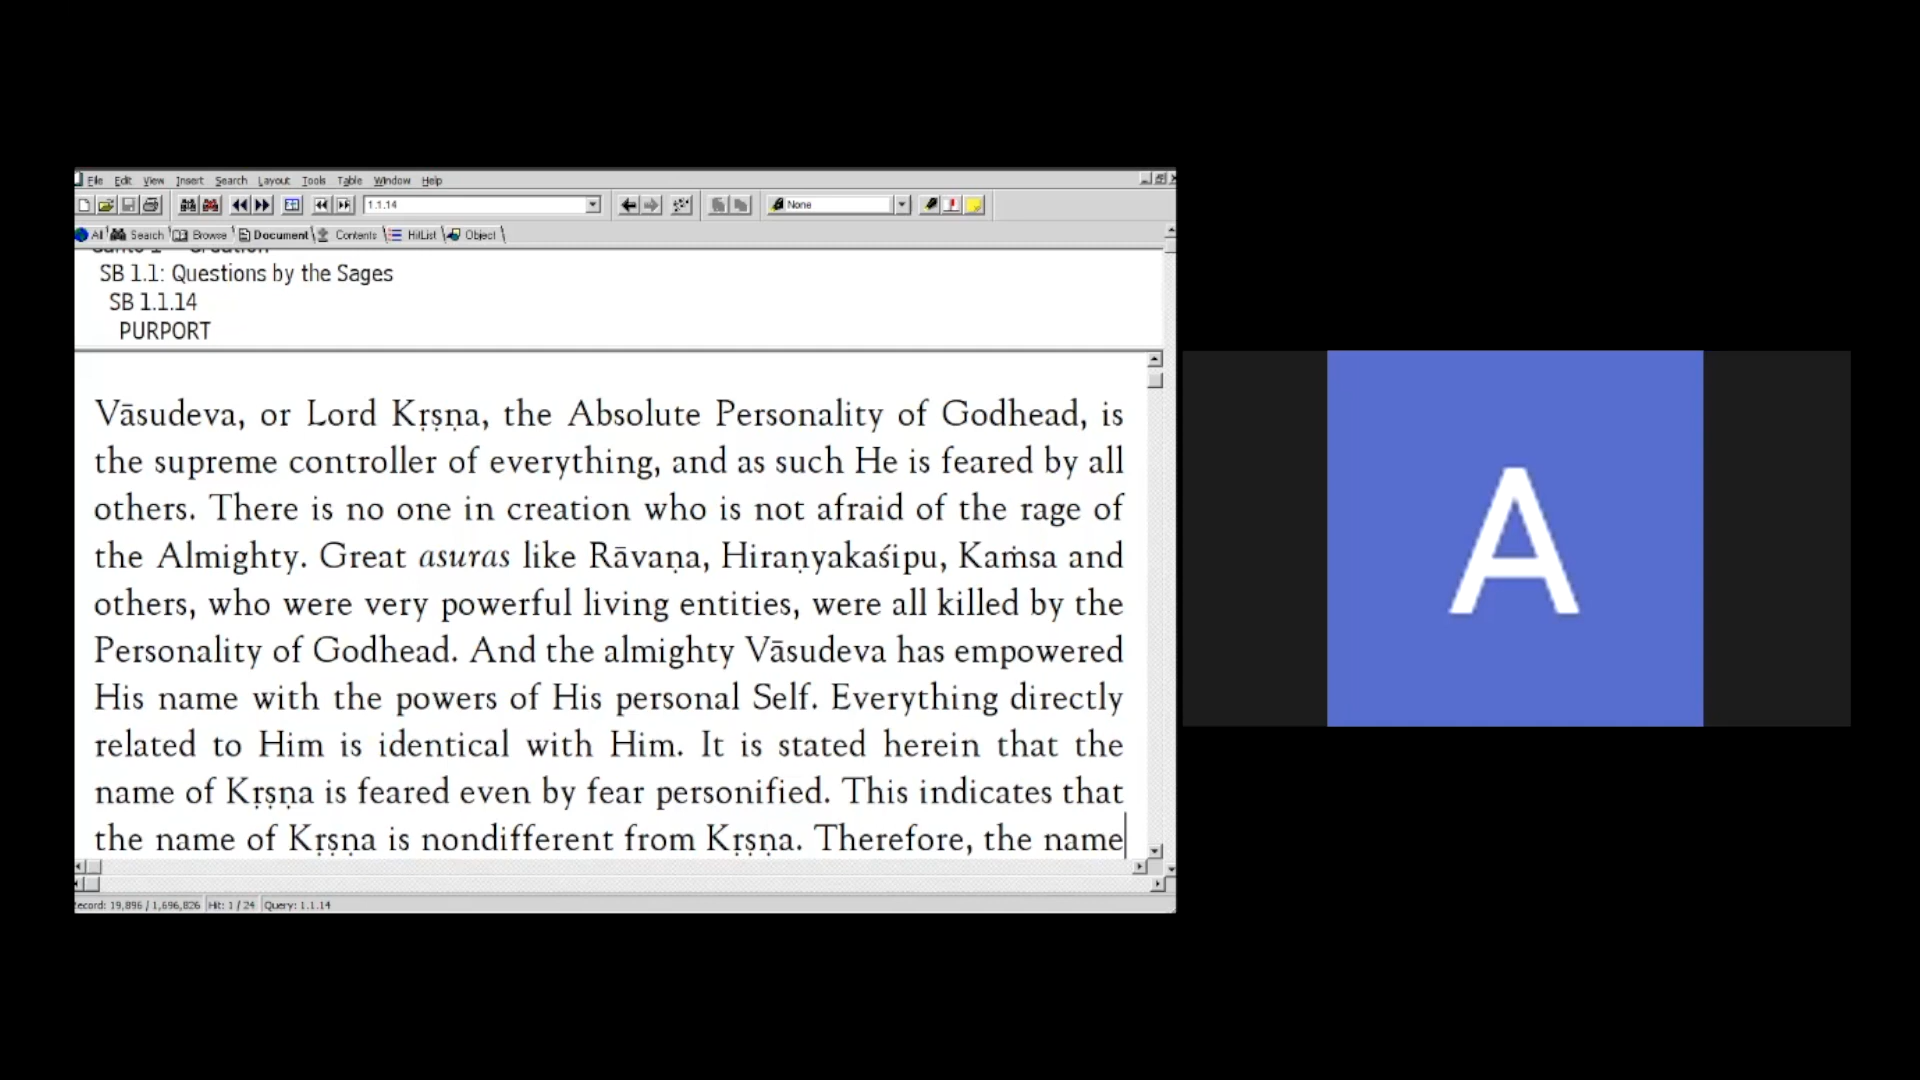 File Edit View Insert Search Layout Tools Table Window Help
1.1.14 None
All Search Browse Document Contents HitList Object
SB 1.1: Questions by the Sages
SB 1.1.14
PURPORT
Vāsudeva, or Lord Kṛṣṇa, the Absolute Personality of Godhead, is
the supreme controller of everything, and as such He is feared by all
others. There is no one in creation who is not afraid of the rage of
the Almighty. Great asuras like Rāvaṇa, Hiraṇyakaśipu, Kaṁsa and
others, who were very powerful living entities, were all killed by the
Personality of Godhead. And the almighty Vāsudeva has empowered
His name with the powers of His personal Self. Everything directly
related to Him is identical with Him. It is stated herein that the
name of Kṛṣṇa is feared even by fear personified. This indicates that
the name of Kṛṣṇa is nondifferent from Kṛṣṇa. Therefore, the name
ecord: 19,896 / 1,696,826 Hit: 1 / 24 Query: 1.1.14
A